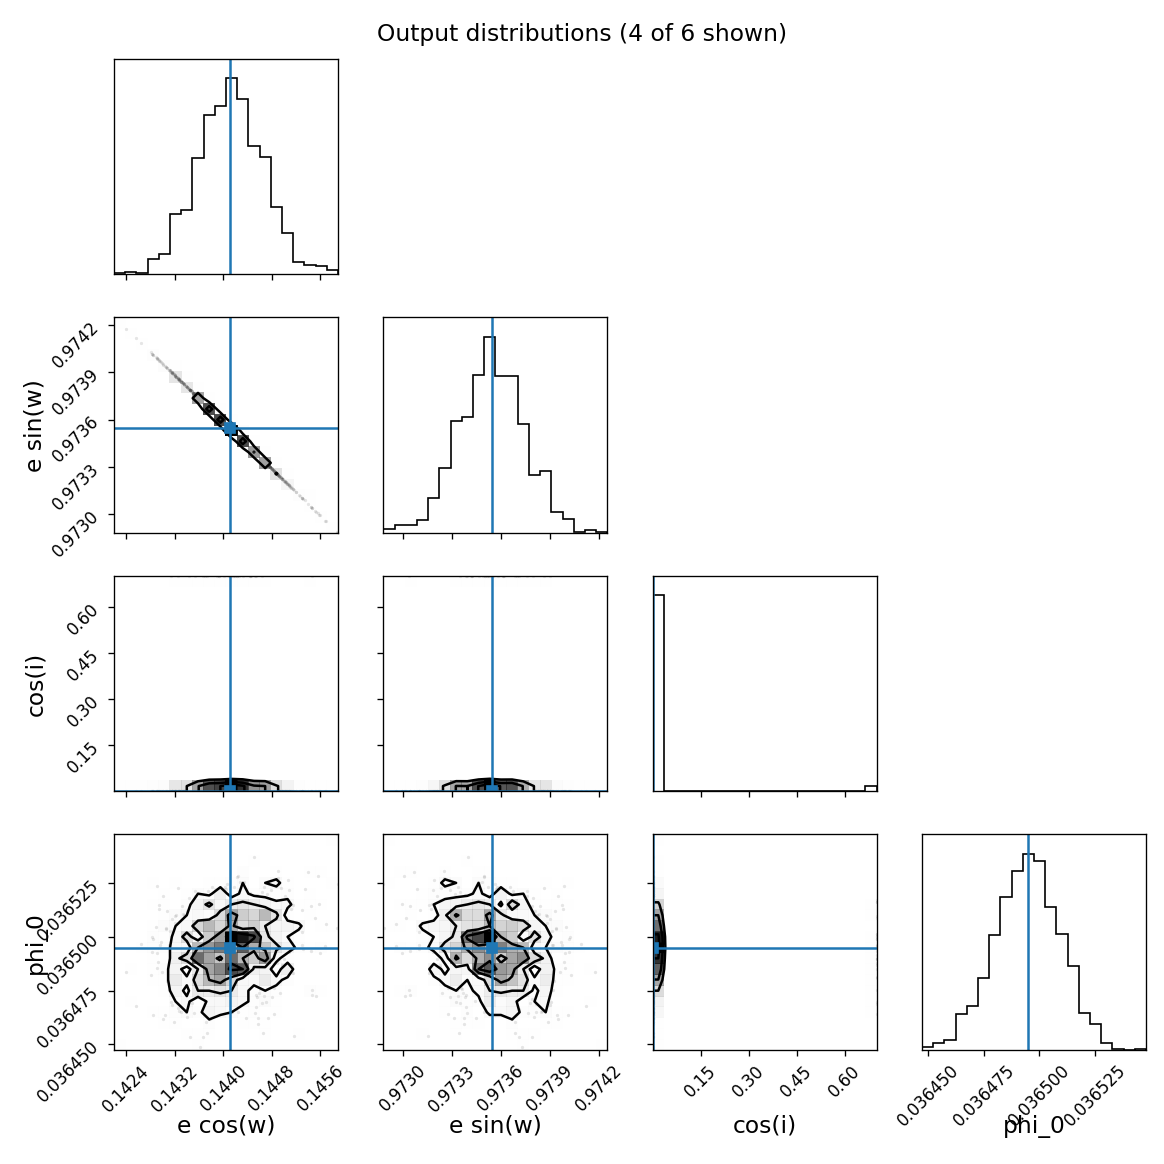 Output distributions (4 of 6 shown)
e sin(w)
0.9742
0.9739
0.9736
0.9733
0.9730
cos(i)
0.60
0.45
0.30
0.15
phi_0
0.036525
0.036500
0.036475
0.036450
0.1424 0.1432 0.1440 0.1448 0.1456
0.9730 0.9733 0.9736 0.9739 0.9742
0.15 0.30 0.45 0.60
0.036450 0.036475 0.036500 0.036525
e cos(w) e sin(w) cos(i) phi_0